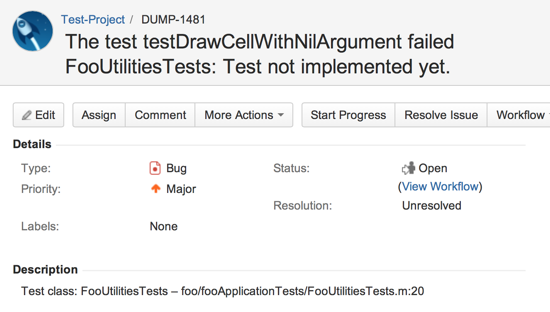 Test-Project / DUMP-1481
The test testDrawCellWithNilArgument failed
FooUtilitiesTests: Test not implemented yet.
Edit Assign Comment More Actions Start Progress Resolve Issue Workflow
Details
Type: Bug Status: Open
(View Workflow)
Priority: Major
Resolution: Unresolved
Labels: None
Description
Test class: FooUtilitiesTests – foo/fooApplicationTests/FooUtilitiesTests.m:20